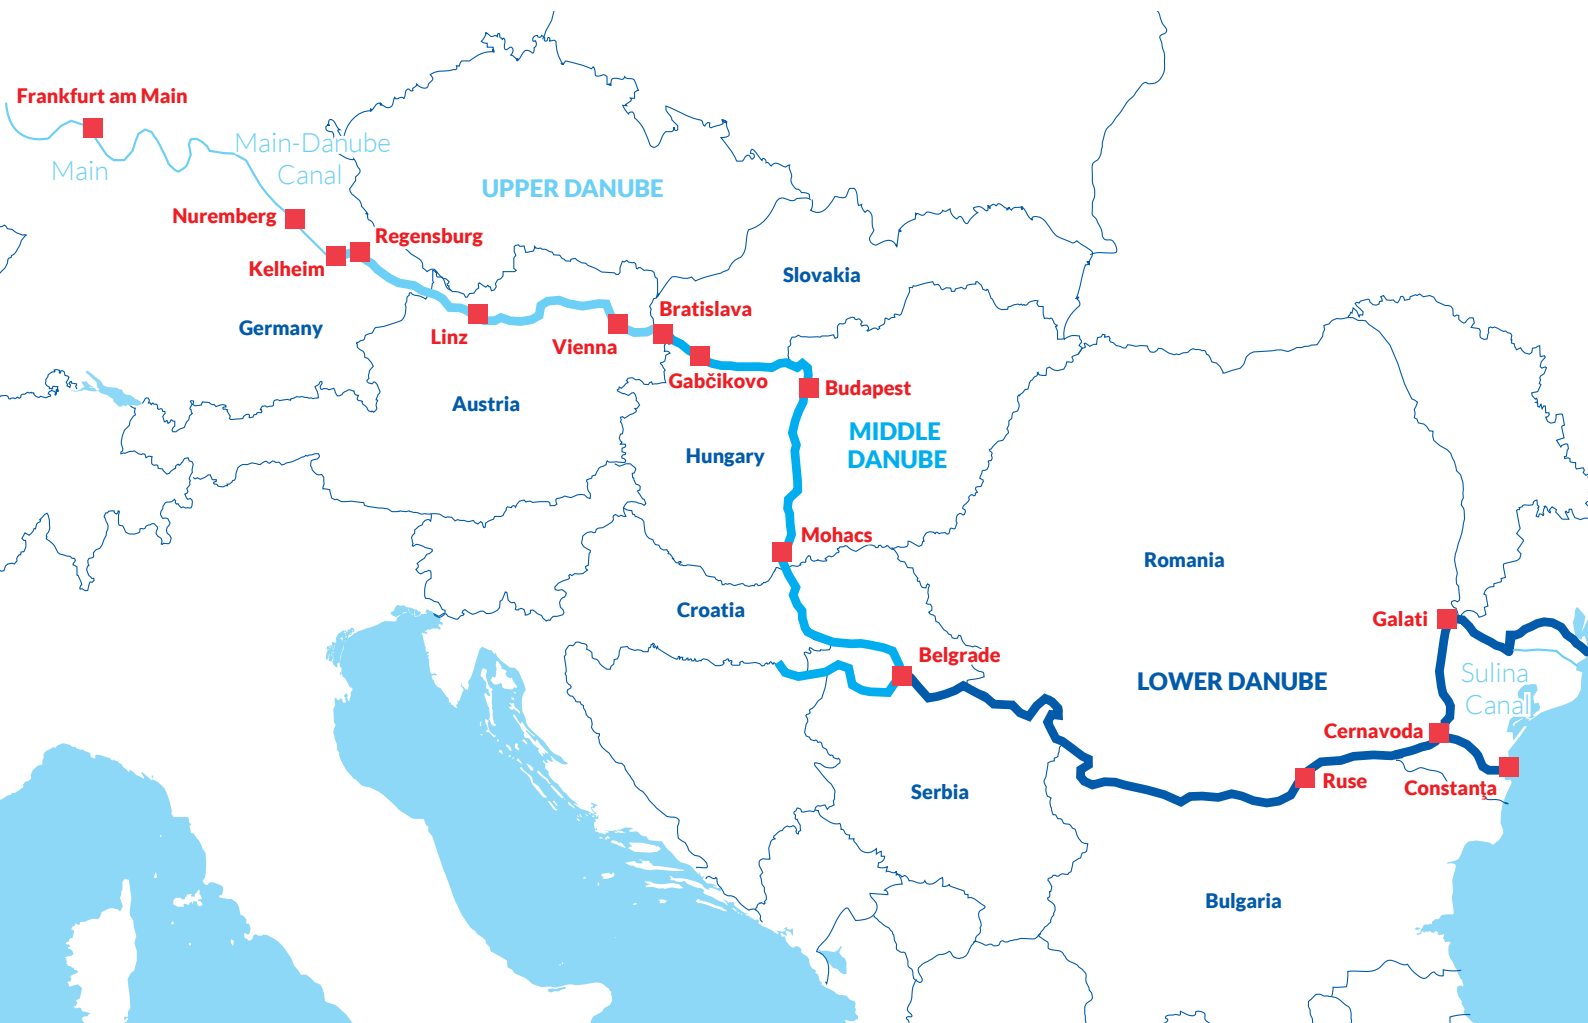 Frankfurt am Main
Main-Danube
Canal
Main
UPPER DANUBE
Nuremberg
Regensburg
Kelheim
Slovakia
Bratislava
Germany
Linz
Vienna
Gabčikovo
Budapest
Austria
MIDDLE
DANUBE
Hungary
Mohacs
Romania
Croatia
Galati
Belgrade
LOWER DANUBE
Sulina
Canal
Cernavoda
Ruse
Constanţa
Serbia
Bulgaria